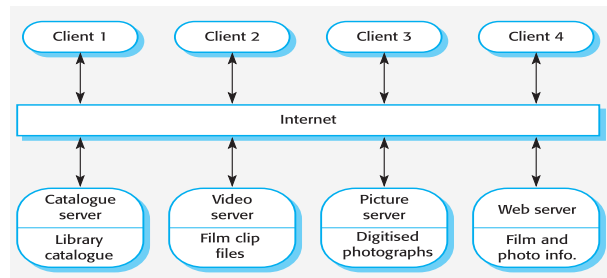 Client 1
Client 2
Client 3
Client 4
Internet
Catalogue
server
Library
catalogue
Video
server
Film clip
files
Picture
server
Digitised
photographs
Web server
Film and
photo info.